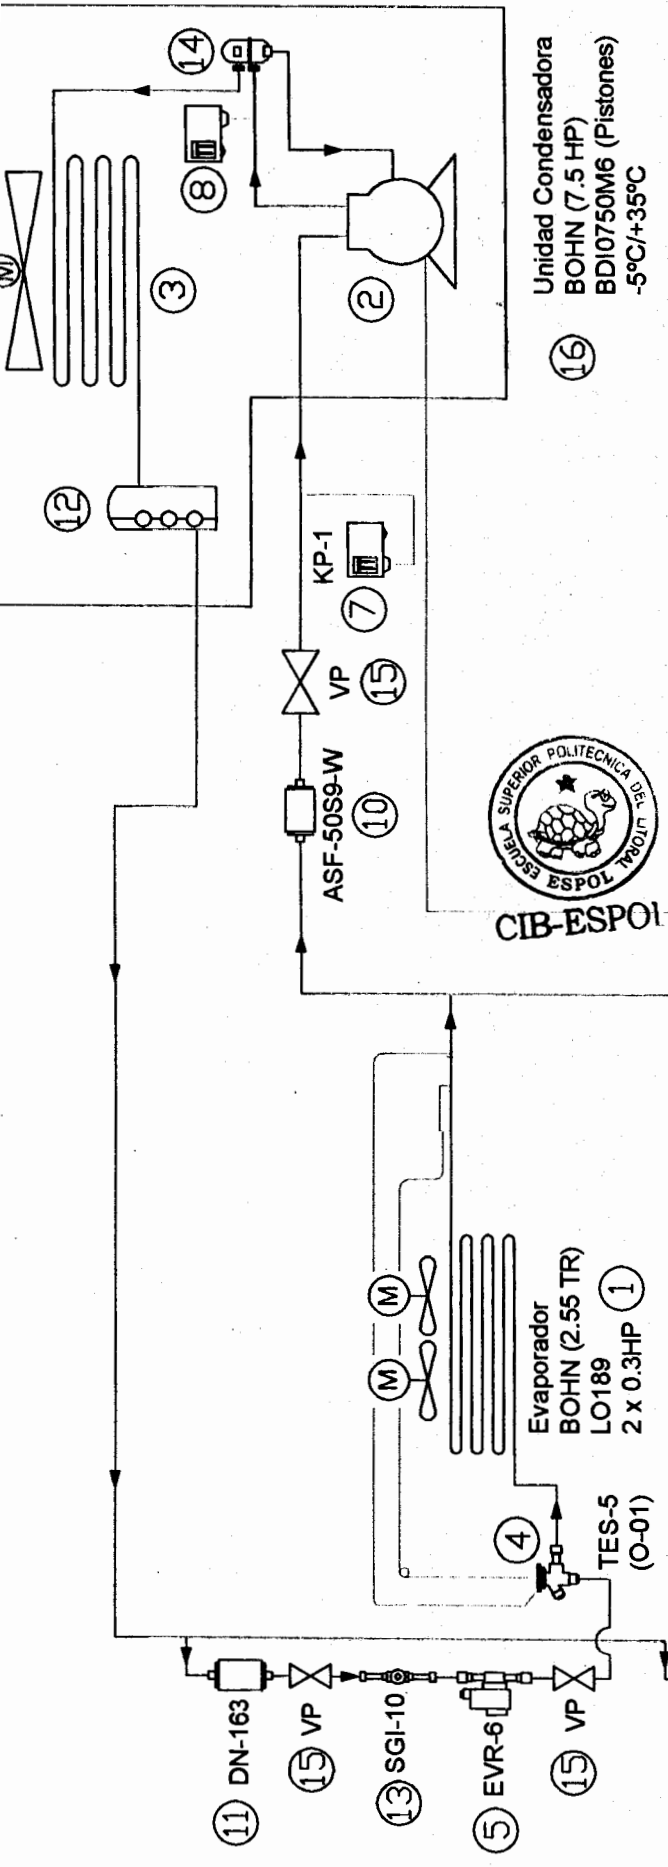 14
8
3
2
12
Unidad Condensadora
BOHN (7.5 HP)
BDI0750M6 (Pistones)
-5ºC/+35ºC
16
KP-1
7
VP
15
ASF-50S9-W
10
ESCUELA SUPERIOR POLITECNICA DEL LITORAL
ESPOL
CIB-ESPOl
M
M
Evaporador
BOHN (2.55 TR)
LO189
2 x 0.3HP 1
4
TES-5
(O-01)
11 DN-163
15 VP
13 SGI-10
5 EVR-6
15 VP